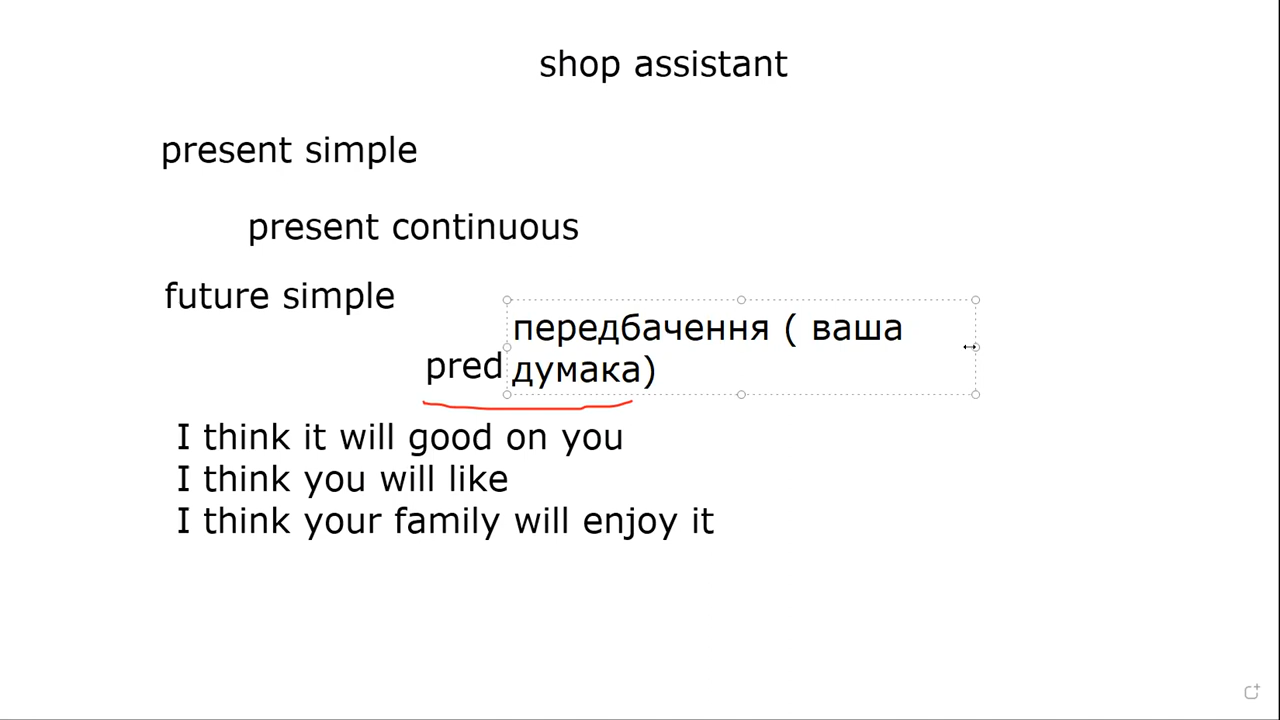 shop assistant
present simple
present continuous
future simple
передбачення ( ваша
думака)
pred
I think it will good on you
I think you will like
I think your family will enjoy it